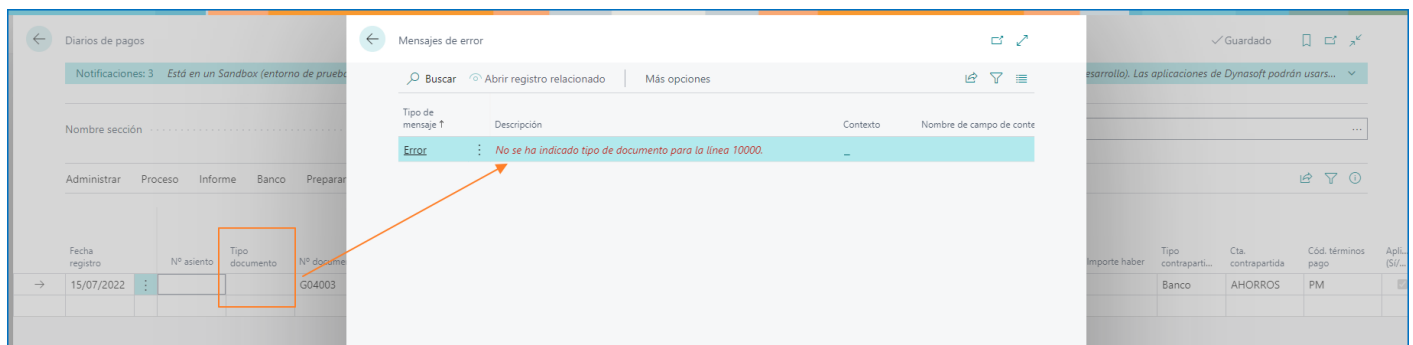 Diarios de pagos
Guardado
Notificaciones: 3 Está en un Sandbox (entorno de
esarrollo). Las aplicaciones de Dynasoft podrán usars...
Nombre sección
...
Administrar Proceso Informe Banco Preparar
Fecha registro
Nº asiento
Tipo documento
Nº docume
15/07/2022
G04003
Mensajes de error
Buscar Abrir registro relacionado Más opciones
Tipo de mensaje ↑
Descripción
Contexto
Nombre de campo de conte
Error
No se ha indicado tipo de documento para la línea 10000.
_
Importe haber
Tipo contraparti...
Cta. contrapartida
Cód. términos pago
Apli... (Sí/...
Banco AHORROS PM